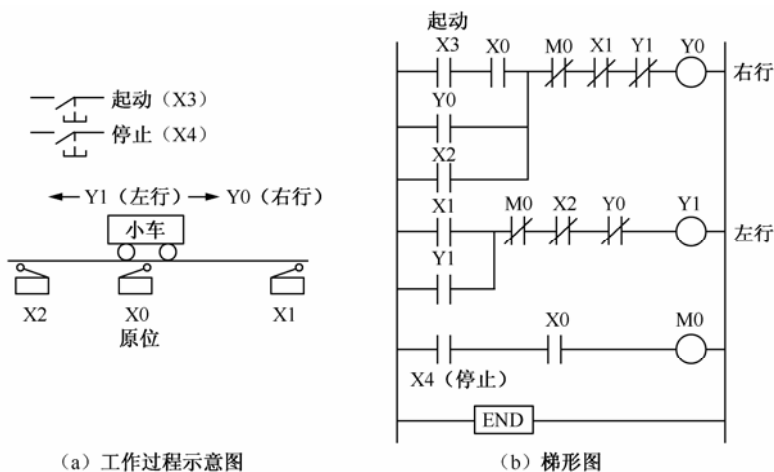 起动(X3)
停止(X4)
Y1(左行)
Y0(右行)
小车
X2
X0
X1
原位
(a)工作过程示意图
起动
X3
X0
M0
X1
Y1
Y0
右行
Y0
X2
X1
M0
X2
Y0
Y1
左行
Y1
X0
M0
X4(停止)
END
(b)梯形图